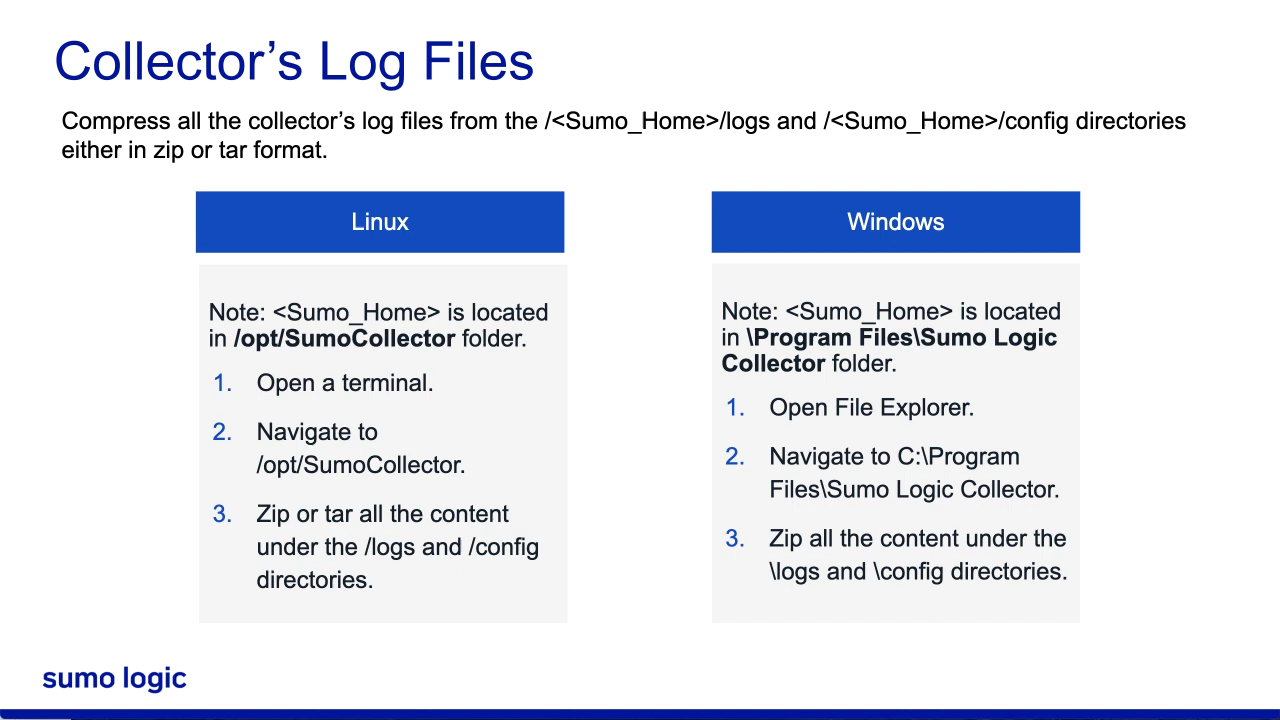 Collector’s Log Files
Compress all the collector’s log files from the /<Sumo_Home>/logs and /<Sumo_Home>/config directories
either in zip or tar format.
Linux
Note: <Sumo_Home> is located
in /opt/SumoCollector folder.
1. Open a terminal.
2. Navigate to
/opt/SumoCollector.
3. Zip or tar all the content
under the /logs and /config
directories.
Windows
Note: <Sumo_Home> is located
in \Program Files\Sumo Logic
Collector folder.
1. Open File Explorer.
2. Navigate to C:\Program
Files\Sumo Logic Collector.
3. Zip all the content under the
\logs and \config directories.
sumo logic